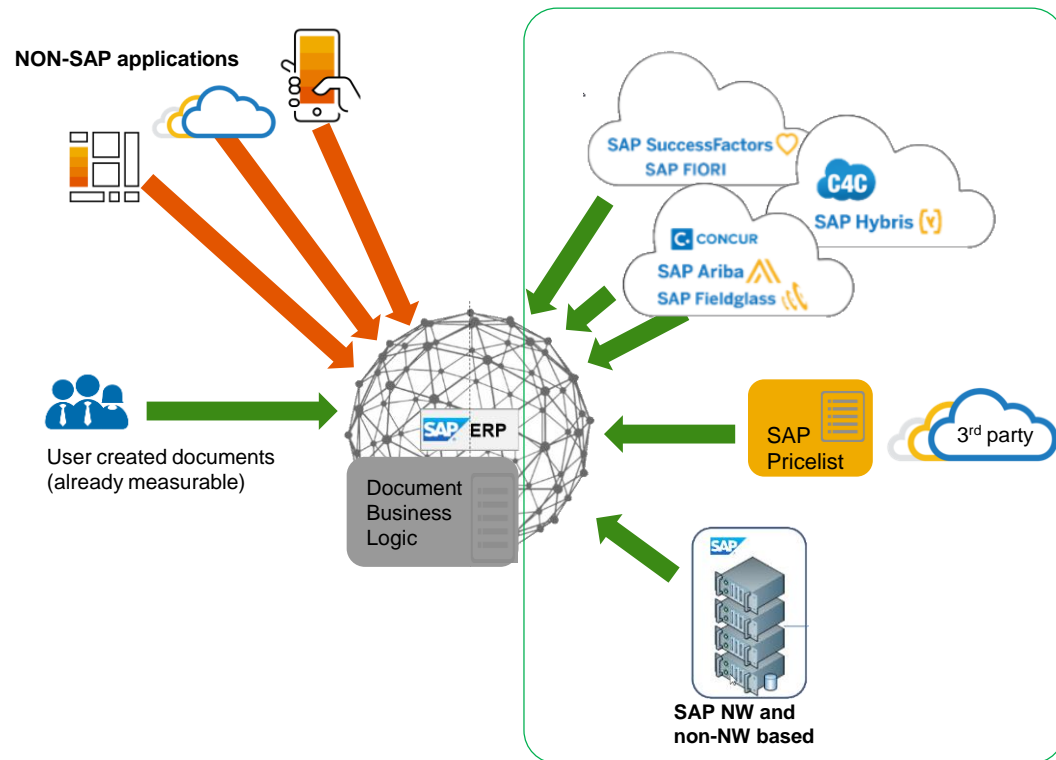 NON-SAP applications
SAP SuccessFactors
SAP FIORI
C4C
SAP Hybris
C. CONCUR
SAP Ariba
SAP Fieldglass
SAP ERP
User created documents
(already measurable)
Document
Business
Logic
SAP
Pricelist
3rd party
SAP
SAP NW and
non-NW based